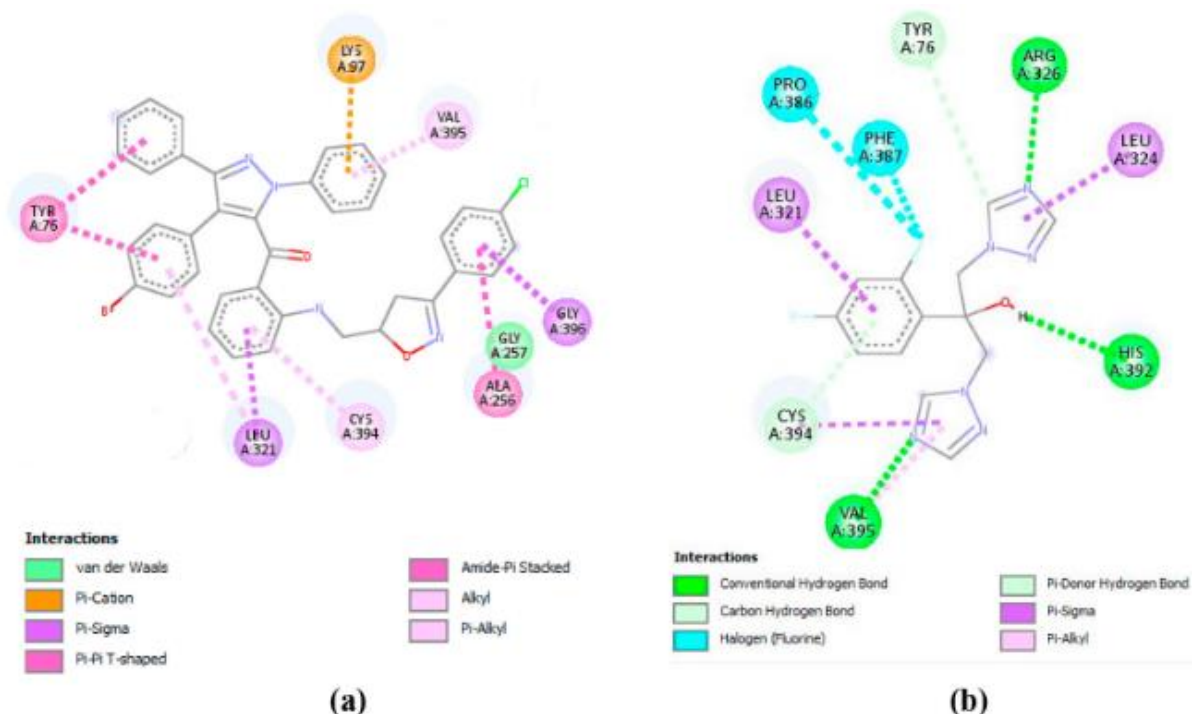 LYS
A:97
VAL
A:395
TYR
A:76
N
N
Cl
O
Br
N
O
N
GLY
A:396
GLY
A:257
ALA
A:256
CYS
A:394
LEU
A:321
Interactions
van der Waals
Pi-Cation
Pi-Sigma
Pi-Pi T-shaped
Amide-Pi Stacked
Alkyl
Pi-Alkyl
(a)
TYR
A:76
ARG
A:326
PRO
A:386
PHE
A:387
LEU
A:324
LEU
A:321
N
N
N
O
H
HIS
A:392
CYS
A:394
N
N
VAL
A:395
Interactions
Conventional Hydrogen Bond
Carbon Hydrogen Bond
Halogen (Fluorine)
Pi-Donor Hydrogen Bond
Pi-Sigma
Pi-Alkyl
(b)